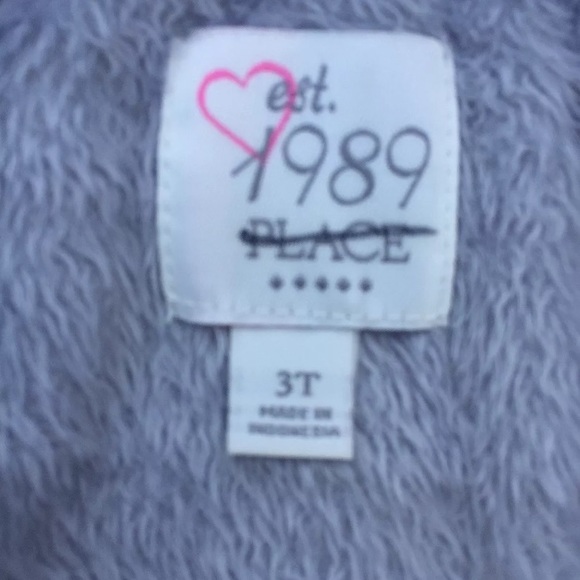 est.
1989
PLACE
3T
MADE IN
INDONESIA